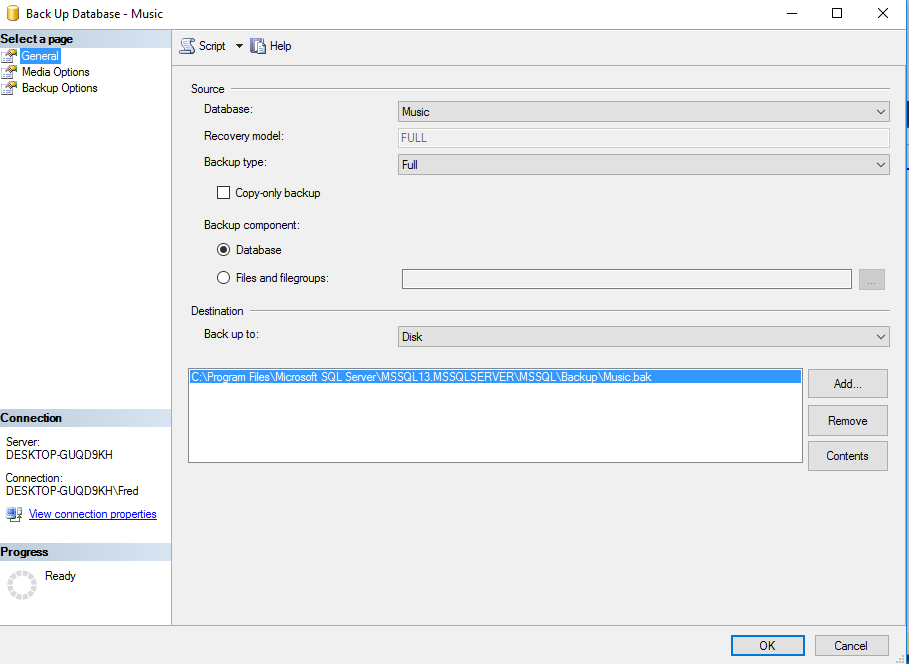 Back Up Database - Music
Select a page
General
Media Options
Backup Options
Script
Help
Source
Database:
Music
Recovery model:
FULL
Backup type:
Full
Copy-only backup
Backup component:
Database
Files and filegroups:
...
Destination
Back up to:
Disk
C:\Program Files\Microsoft SQL Server\MSSQL13.MSSQLSERVER\MSSQL\Backup\Music.bak
Add...
Remove
Contents
Connection
Server:
DESKTOP-GUQD9KH
Connection:
DESKTOP-GUQD9KH\Fred
View connection properties
Progress
Ready
OK
Cancel